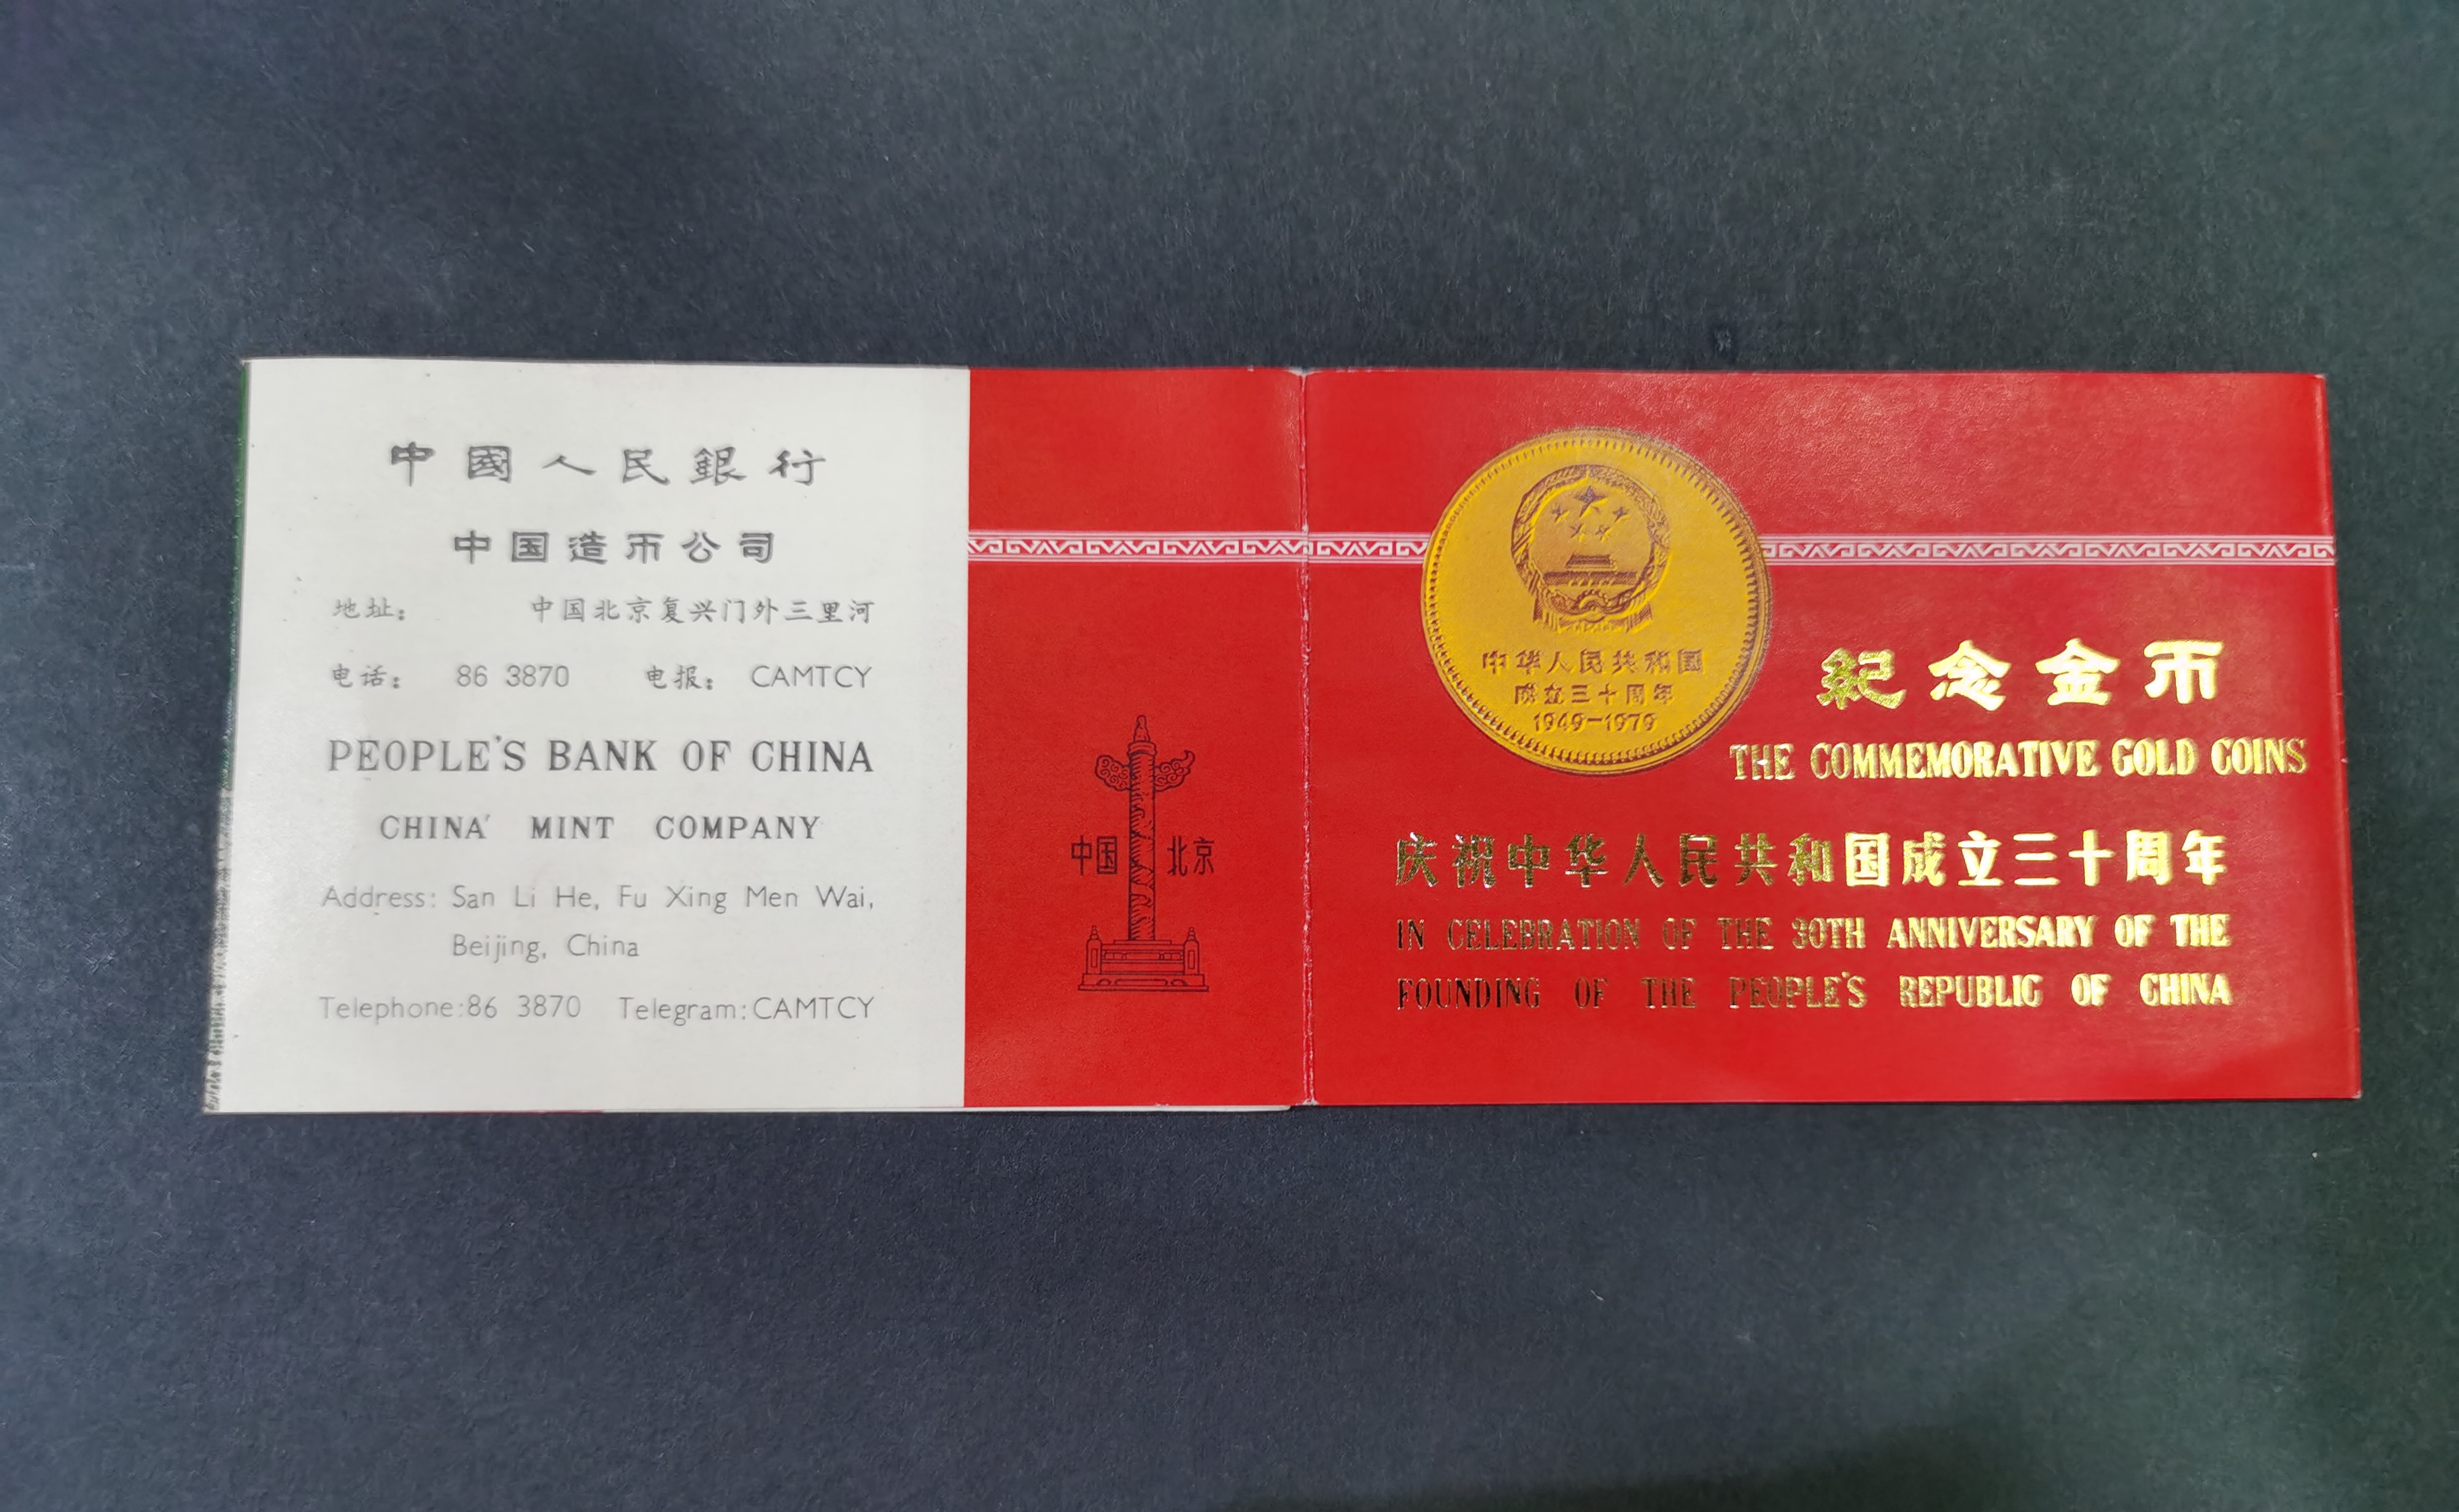 中國人民銀行
中国造币公司
地址： 中国北京复兴门外三里河
电话： 86 3870 电报： CAMTCY
PEOPLE'S BANK OF CHINA
CHINA' MINT COMPANY
Address: San Li He, Fu Xing Men Wai,
Beijing, China
Telephone:86 3870 Telegram:CAMTCY
中国 北京
中华人民共和国
成立三十周年
1949-1979
紀念金币
THE COMMEMORATIVE GOLD COINS
庆祝中华人民共和国成立三十周年
IN CELEBRATION OF THE 30TH ANNIVERSARY OF THE
FOUNDING OF THE PEOPLE'S REPUBLIC OF CHINA